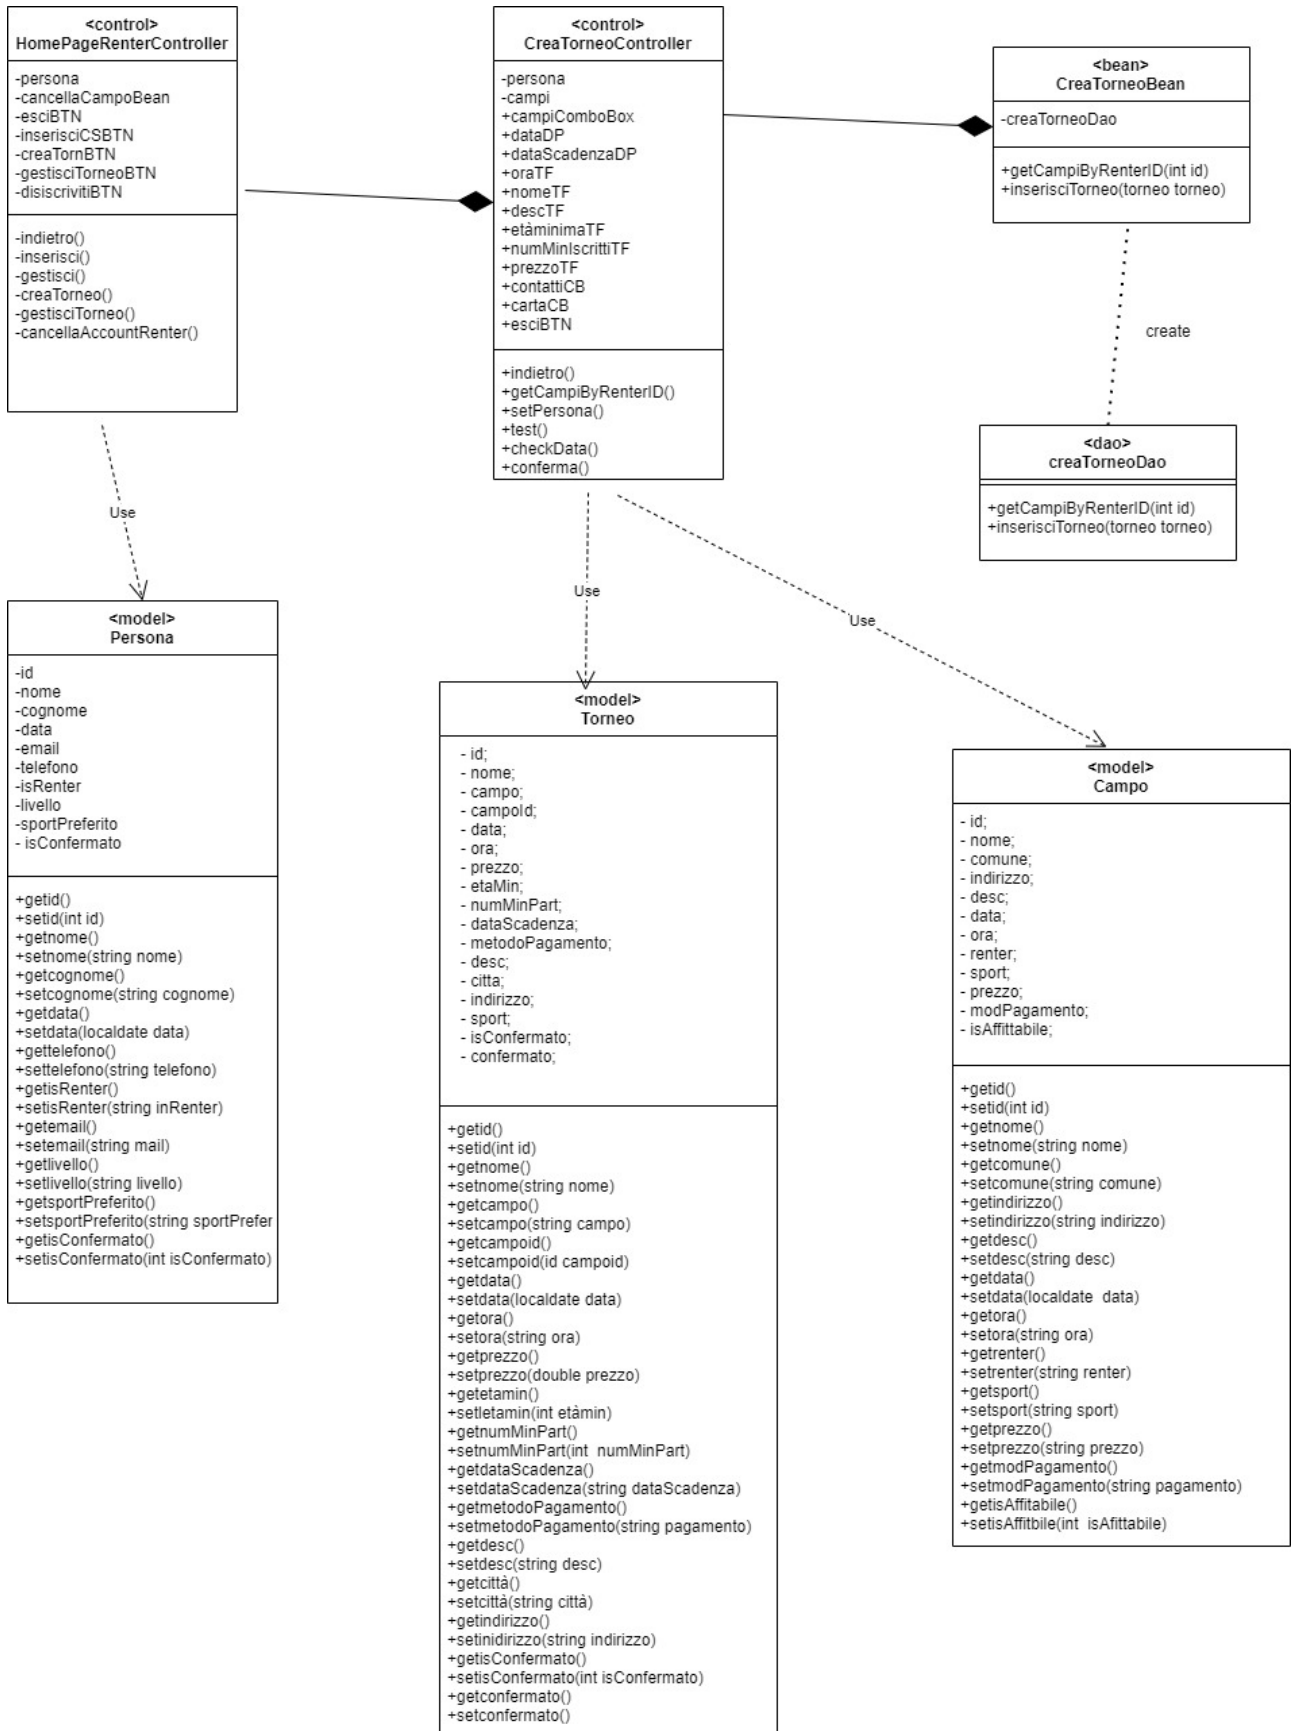 <control>
HomePageRenterController
-persona
-cancellaCampoBean
-esciBTN
-inserisciCSBTN
-creaTornBTN
-gestisciTorneoBTN
-disiscrivitiBTN
-indietro()
-inserisci()
-gestisci()
-creaTorneo()
-gestisciTorneo()
-cancellaAccountRenter()
<control>
CreaTorneoController
-persona
-campi
+campiComboBox
+dataDP
+dataScadenzaDP
+oraTF
+nomeTF
+descTF
+etàminimaTF
+numMinIscrittiTF
+prezzoTF
+contattiCB
+cartaCB
+esciBTN
+indietro()
+getCampiByRenterID()
+setPersona()
+test()
+checkData()
+conferma()
<bean>
CreaTorneoBean
-creaTorneoDao
+getCampiByRenterID(int id)
+inserisciTorneo(torneo torneo)
create
<dao>
creaTorneoDao
+getCampiByRenterID(int id)
+inserisciTorneo(torneo torneo)
Use
Use
Use
<model>
Persona
-id
-nome
-cognome
-data
-email
-telefono
-isRenter
-livello
-sportPreferito
- isConfermato
+getid()
+setid(int id)
+getnome()
+setnome(string nome)
+getcognome()
+setcognome(string cognome)
+getdata()
+setdata(localdate data)
+gettelefono()
+settelefono(string telefono)
+getisRenter()
+setisRenter(string inRenter)
+getemail()
+setemail(string mail)
+getlivello()
+setlivello(string livello)
+getsportPreferito()
+setsportPreferito(string sportPrefer
+getisConfermato()
+setisConfermato(int isConfermato)
<model>
Torneo
- id;
- nome;
- campo;
- campoId;
- data;
- ora;
- prezzo;
- etaMin;
- numMinPart;
- dataScadenza;
- metodoPagamento;
- desc;
- citta;
- indirizzo;
- sport;
- isConfermato;
- confermato;
+getid()
+setid(int id)
+getnome()
+setnome(string nome)
+getcampo()
+setcampo(string campo)
+getcampoid()
+setcampoid(id campoid)
+getdata()
+setdata(localdate data)
+getora()
+setora(string ora)
+getprezzo()
+setprezzo(double prezzo)
+getetamin()
+setletamin(int etàmin)
+getnumMinPart()
+setnumMinPart(int  numMinPart)
+getdataScadenza()
+setdataScadenza(string dataScadenza)
+getmetodoPagamento()
+setmetodoPagamento(string pagamento)
+getdesc()
+setdesc(string desc)
+getcittà()
+setcittà(string città)
+getindirizzo()
+setinidirizzo(string indirizzo)
+getisConfermato()
+setisConfermato(int isConfermato)
+getconfermato()
+setconfermato()
<model>
Campo
- id;
- nome;
- comune;
- indirizzo;
- desc;
- data;
- ora;
- renter;
- sport;
- prezzo;
- modPagamento;
- isAffittabile;
+getid()
+setid(int id)
+getnome()
+setnome(string nome)
+getcomune()
+setcomune(string comune)
+getindirizzo()
+setindirizzo(string indirizzo)
+getdesc()
+setdesc(string desc)
+getdata()
+setdata(localdate  data)
+getora()
+setora(string ora)
+getrenter()
+setrenter(string renter)
+getsport()
+setsport(string sport)
+getprezzo()
+setprezzo(string prezzo)
+getmodPagamento()
+setmodPagamento(string pagamento)
+getisAffitabile()
+setisAffitbile(int  isAfittabile)